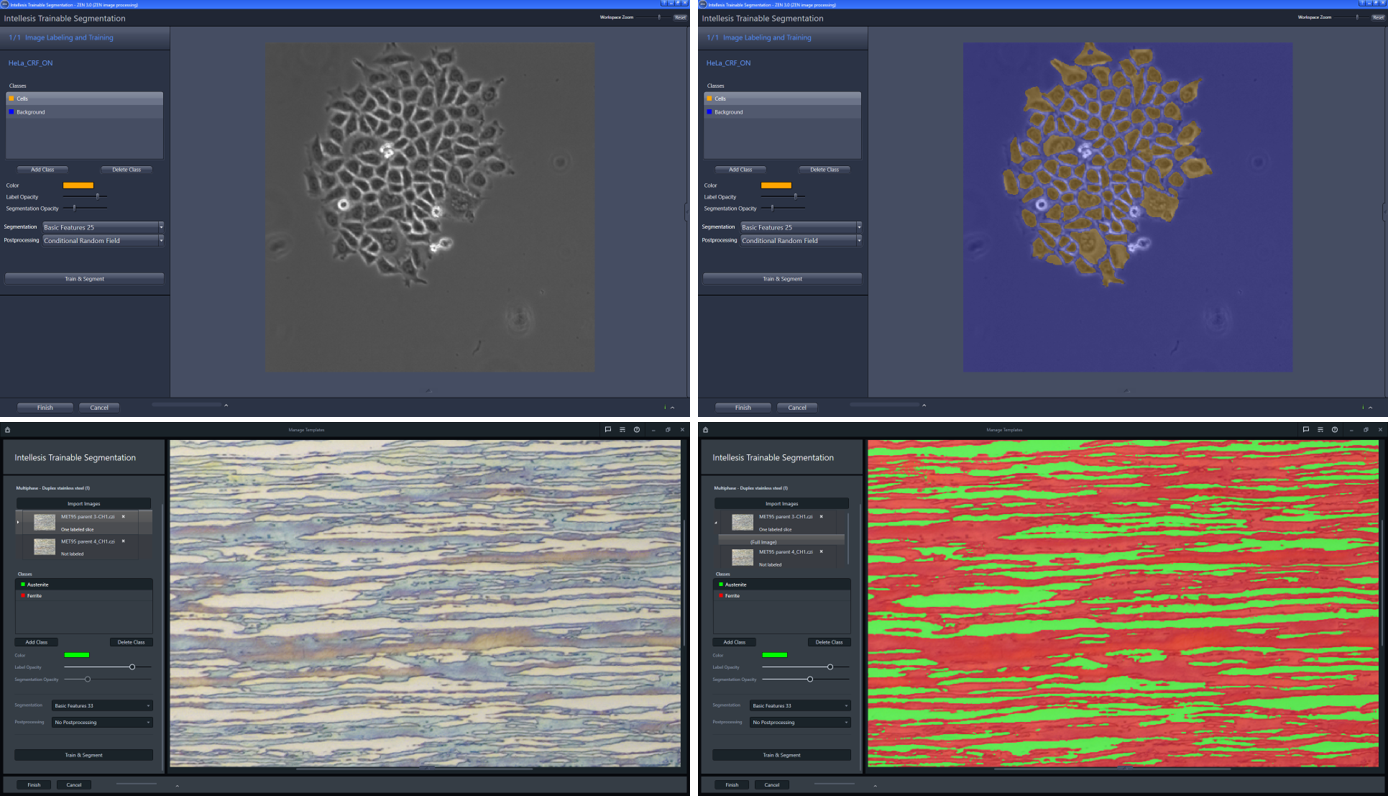 Intellesis Trainable Segmentation - ZEN 3.0 (ZEN image processing)
Intellesis Trainable Segmentation
Workspace Zoom
Reset
1/1 Image Labeling and Training
HeLa_CRF_ON
Classes
Cells
Background
Add Class
Delete Class
Color
Label Opacity
Segmentation Opacity
Segmentation
Basic Features 25
Postprocessing
Conditional Random Field
Train & Segment
Finish
Cancel
Intellesis Trainable Segmentation - ZEN 3.0 (ZEN image processing)
Intellesis Trainable Segmentation
Workspace Zoom
Reset
1/1 Image Labeling and Training
HeLa_CRF_ON
Classes
Cells
Background
Add Class
Delete Class
Color
Label Opacity
Segmentation Opacity
Segmentation
Basic Features 25
Postprocessing
Conditional Random Field
Train & Segment
Finish
Cancel
Manage Templates
Intellesis Trainable Segmentation
Multiphase - Duplex stainless steel (1)
Import Images
MET95 parent 3-CH1.czi
One labeled slice
MET95 parent 4_CH1.czi
Not labeled
Classes
Austenite
Ferrite
Add Class
Delete Class
Color
Label Opacity
Segmentation Opacity
Segmentation
Basic Features 33
Postprocessing
No Postprocessing
Train & Segment
Finish
Cancel
Manage Templates
Intellesis Trainable Segmentation
Multiphase - Duplex stainless steel (1)
Import Images
MET95 parent 3-CH1.czi
One labeled slice
(Full Image)
MET95 parent 4_CH1.czi
Not labeled
Classes
Austenite
Ferrite
Add Class
Delete Class
Color
Label Opacity
Segmentation Opacity
Segmentation
Basic Features 33
Postprocessing
No Postprocessing
Train & Segment
Finish
Cancel